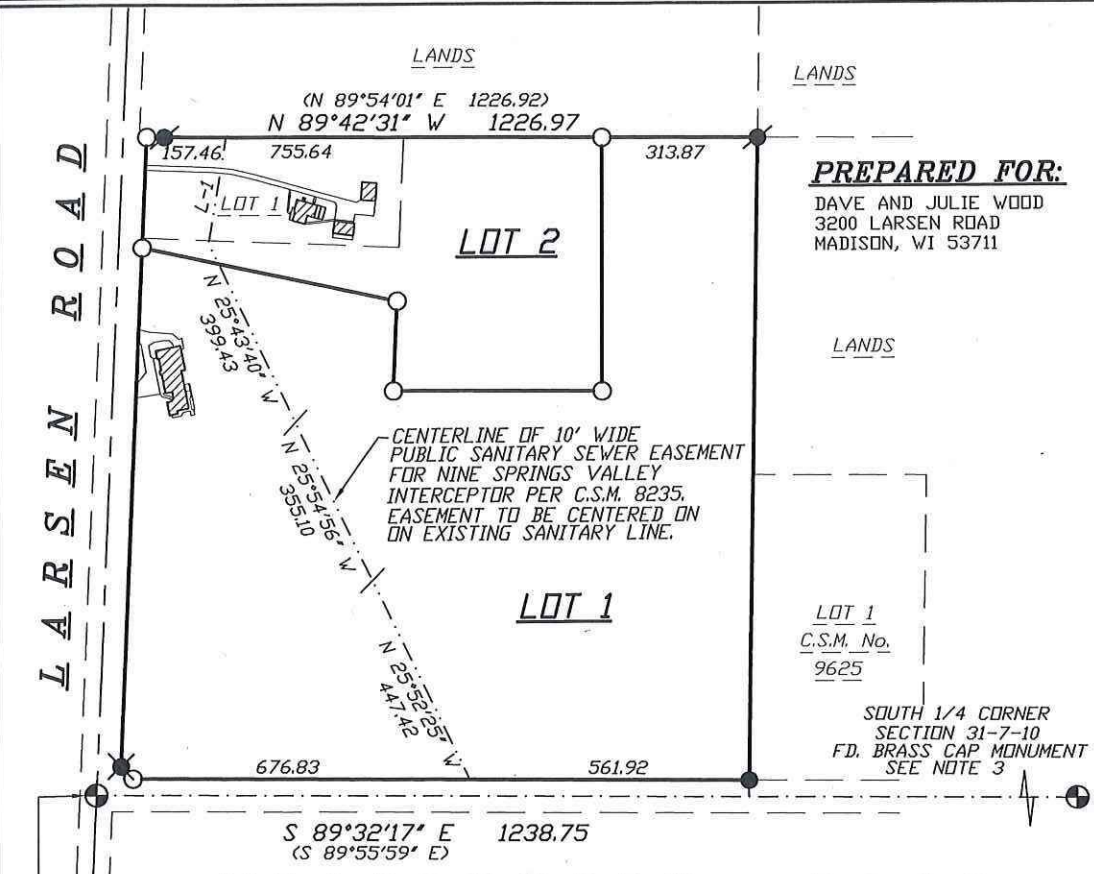 LANDS
LANDS
(N 89°54'01" E 1226.92)
N 89°42'31" W 1226.97
157.46
755.64
313.87
PREPARED FOR:
DAVE AND JULIE WOOD
3200 LARSEN ROAD
MADISON, WI 53711
L-1
LOT 1
LOT 2
LARSEN ROAD
N 25°43'40" W
399.43
LANDS
CENTERLINE OF 10' WIDE
PUBLIC SANITARY SEWER EASEMENT
FOR NINE SPRINGS VALLEY
INTERCEPTOR PER C.S.M. 8235.
EASEMENT TO BE CENTERED ON
ON EXISTING SANITARY LINE.
N 25°54'56" W
355.10
LOT 1
LOT 1
C.S.M. No.
9625
N 25°52'25" W
447.42
SOUTH 1/4 CORNER
SECTION 31-7-10
FD. BRASS CAP MONUMENT
SEE NOTE 3
676.83
561.92
S 89°32'17" E 1238.75
(S 89°55'59" E)